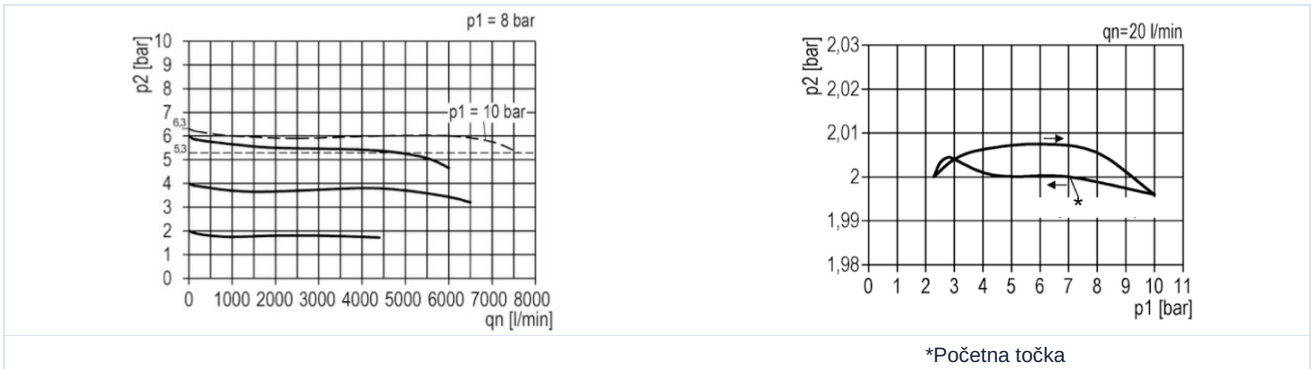 p1 = 8 bar
p2 [bar]
10
9
8
7
6,3
6
5,3
5
4
3
2
1
0
p1 = 10 bar
0 1000 2000 3000 4000 5000 6000 7000 8000
qn [l/min]
qn=20 l/min
p2 [bar]
2,03
2,02
2,01
2
1,99
1,98
*
0 1 2 3 4 5 6 7 8 9 10 11
p1 [bar]
*Početna točka